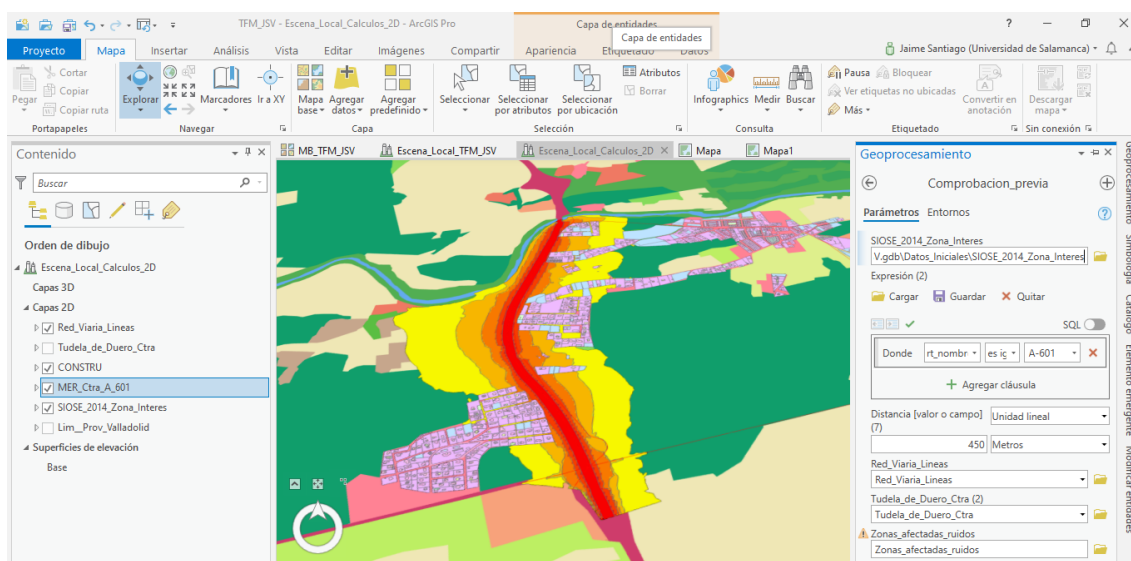 TFM_JSV - Escena_Local_Calculos_2D - ArcGIS Pro
Capa de entidades
?
Capa de entidades
Proyecto Mapa Insertar Análisis Vista Editar Imágenes Compartir Apariencia Etiquetado Datos
Jaime Santiago (Universidad de Salamanca)
Pegar
Cortar
Copiar
Copiar ruta
Portapapeles
Explorar
Marcadores
Ir a XY
Navegar
Mapa base
Agregar datos
Agregar predefinido
Capa
Seleccionar
Seleccionar por atributos
Seleccionar por ubicación
Atributos
Borrar
Selección
Infographics
Medir
Buscar
Consulta
Pausa
Bloquear
Ver etiquetas no ubicadas
Más
Convertir en anotación
Etiquetado
Descargar mapa
Sin conexión
Contenido
Buscar
Orden de dibujo
Escena_Local_Calculos_2D
Capas 3D
Capas 2D
Red_Viaria_Lineas
Tudela_de_Duero_Ctra
CONSTRU
MER_Ctra_A_601
SIOSE_2014_Zona_Interes
Lim__Prov_Valladolid
Superficies de elevación
Base
MB_TFM_JSV
Escena_Local_TFM_JSV
Escena_Local_Calculos_2D
Mapa
Mapa1
Geoprocesamiento
Comprobacion_previa
Parámetros Entornos
SIOSE_2014_Zona_Interes
V.gdb\Datos_Iniciales\SIOSE_2014_Zona_Interes
Expresión (2)
Cargar Guardar Quitar
SQL
Donde rt_nombr es ig A-601
Agregar cláusula
Distancia [valor o campo] (7)
Unidad lineal
450 Metros
Red_Viaria_Lineas
Red_Viaria_Lineas
Tudela_de_Duero_Ctra (2)
Tudela_de_Duero_Ctra
Zonas_afectadas_ruidos
Zonas_afectadas_ruidos
Geoprocesamiento
Simbología
Catálogo
Elemento emergente
Modificar entidades